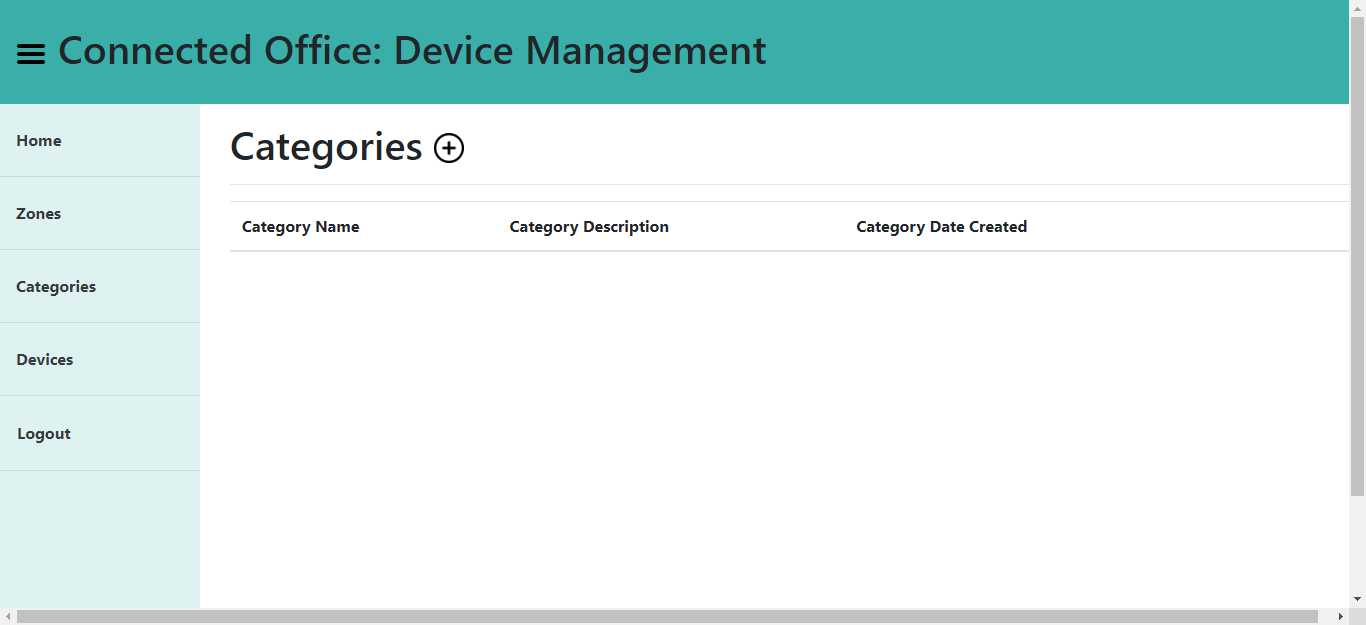 Connected Office: Device Management
Home
Zones
Categories
Devices
Logout
Categories
Category Name Category Description Category Date Created